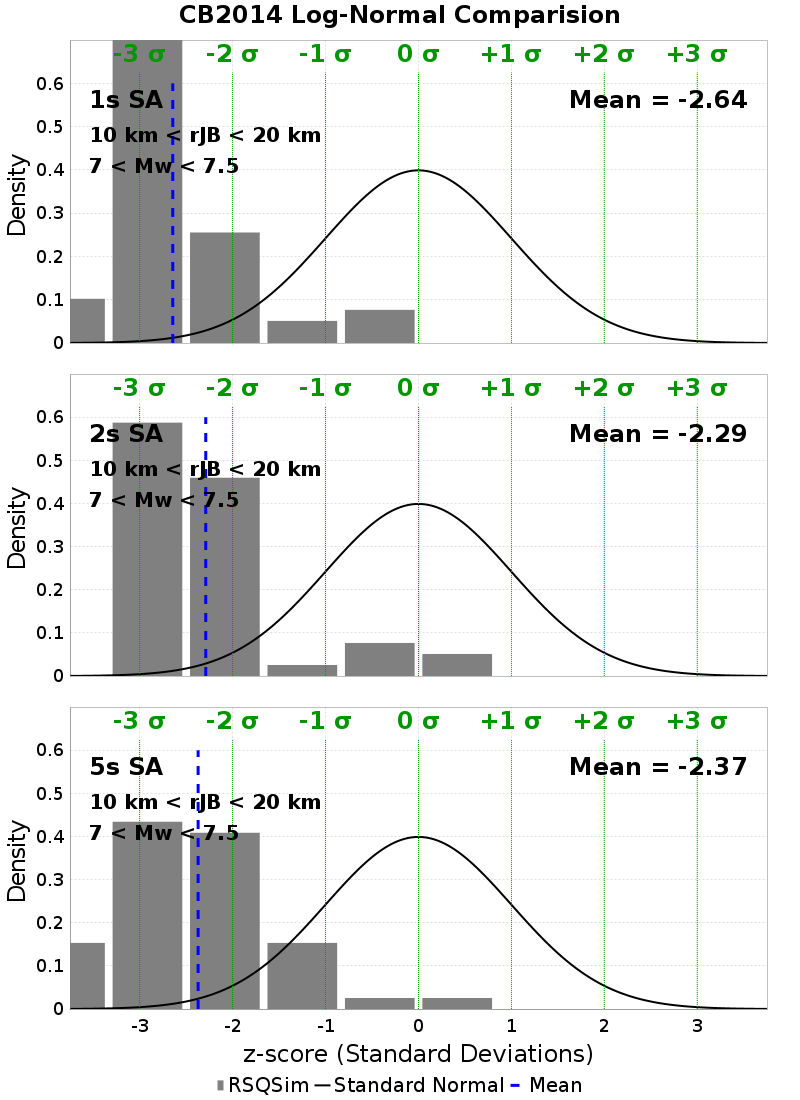 CB2014 Log-Normal Comparision
-3 σ -2 σ -1 σ 0 σ +1 σ +2 σ +3 σ
1s SA
Mean = -2.64
10 km < rJB < 20 km
7 < Mw < 7.5
Density
0.6
0.5
0.4
0.3
0.2
0.1
0
-3 σ -2 σ -1 σ 0 σ +1 σ +2 σ +3 σ
2s SA
Mean = -2.29
10 km < rJB < 20 km
7 < Mw < 7.5
Density
0.6
0.5
0.4
0.3
0.2
0.1
0
-3 σ -2 σ -1 σ 0 σ +1 σ +2 σ +3 σ
5s SA
Mean = -2.37
10 km < rJB < 20 km
7 < Mw < 7.5
Density
0.6
0.5
0.4
0.3
0.2
0.1
0
-3 -2 -1 0 1 2 3
z-score (Standard Deviations)
RSQSim Standard Normal Mean